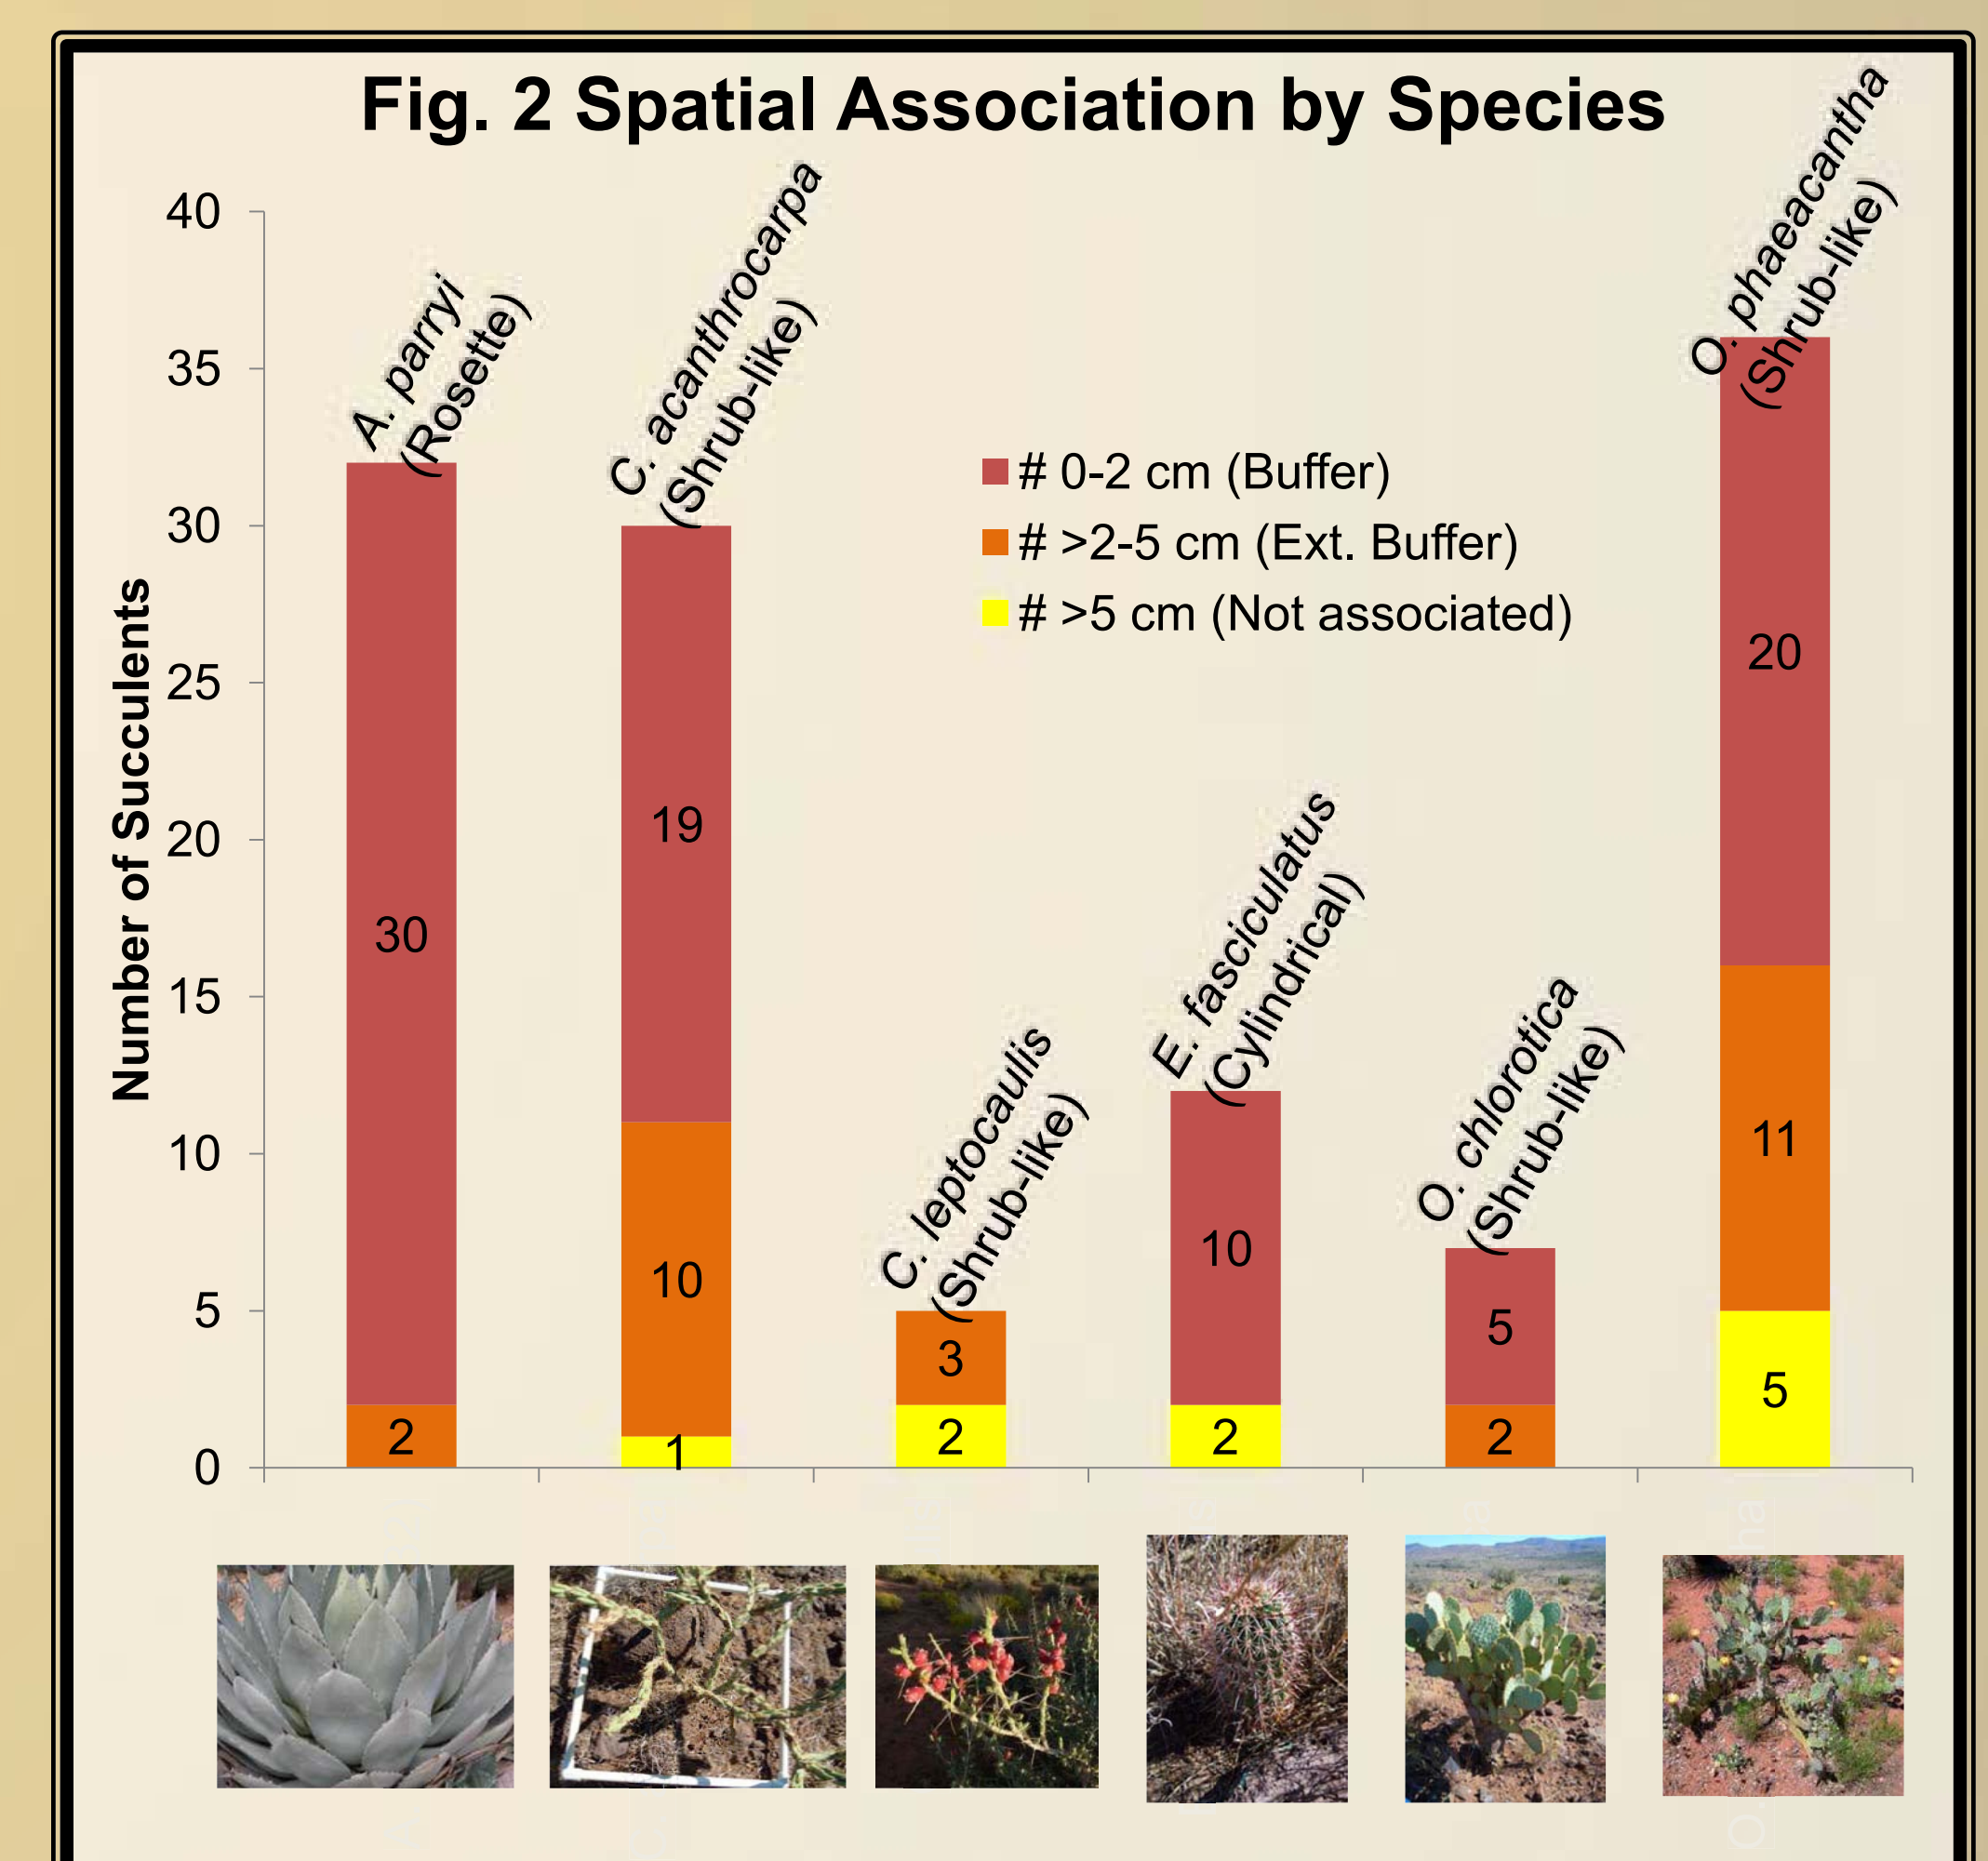 Fig. 2 Spatial Association by Species
Number of Succulents
40
35
30
25
20
15
10
5
0
A. parryi
(Rosette)
C. acanthrocarpa
(Shrub-like)
C. leptocaulis
(Shrub-like)
E. fasciculatus
(Cylindrical)
O. chlorotica
(Shrub-like)
O. phaeacantha
(Shrub-like)
# 0-2 cm (Buffer)
# >2-5 cm (Ext. Buffer)
# >5 cm (Not associated)
30
2
19
10
1
3
2
10
2
5
2
20
11
5